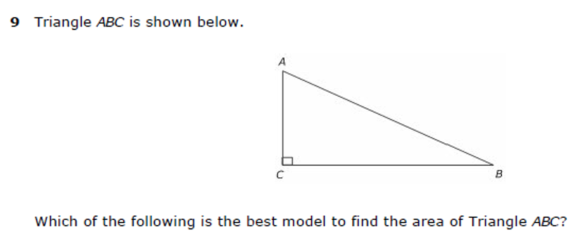 9 Triangle ABC is shown below.
A
C
B
Which of the following is the best model to find the area of Triangle ABC?